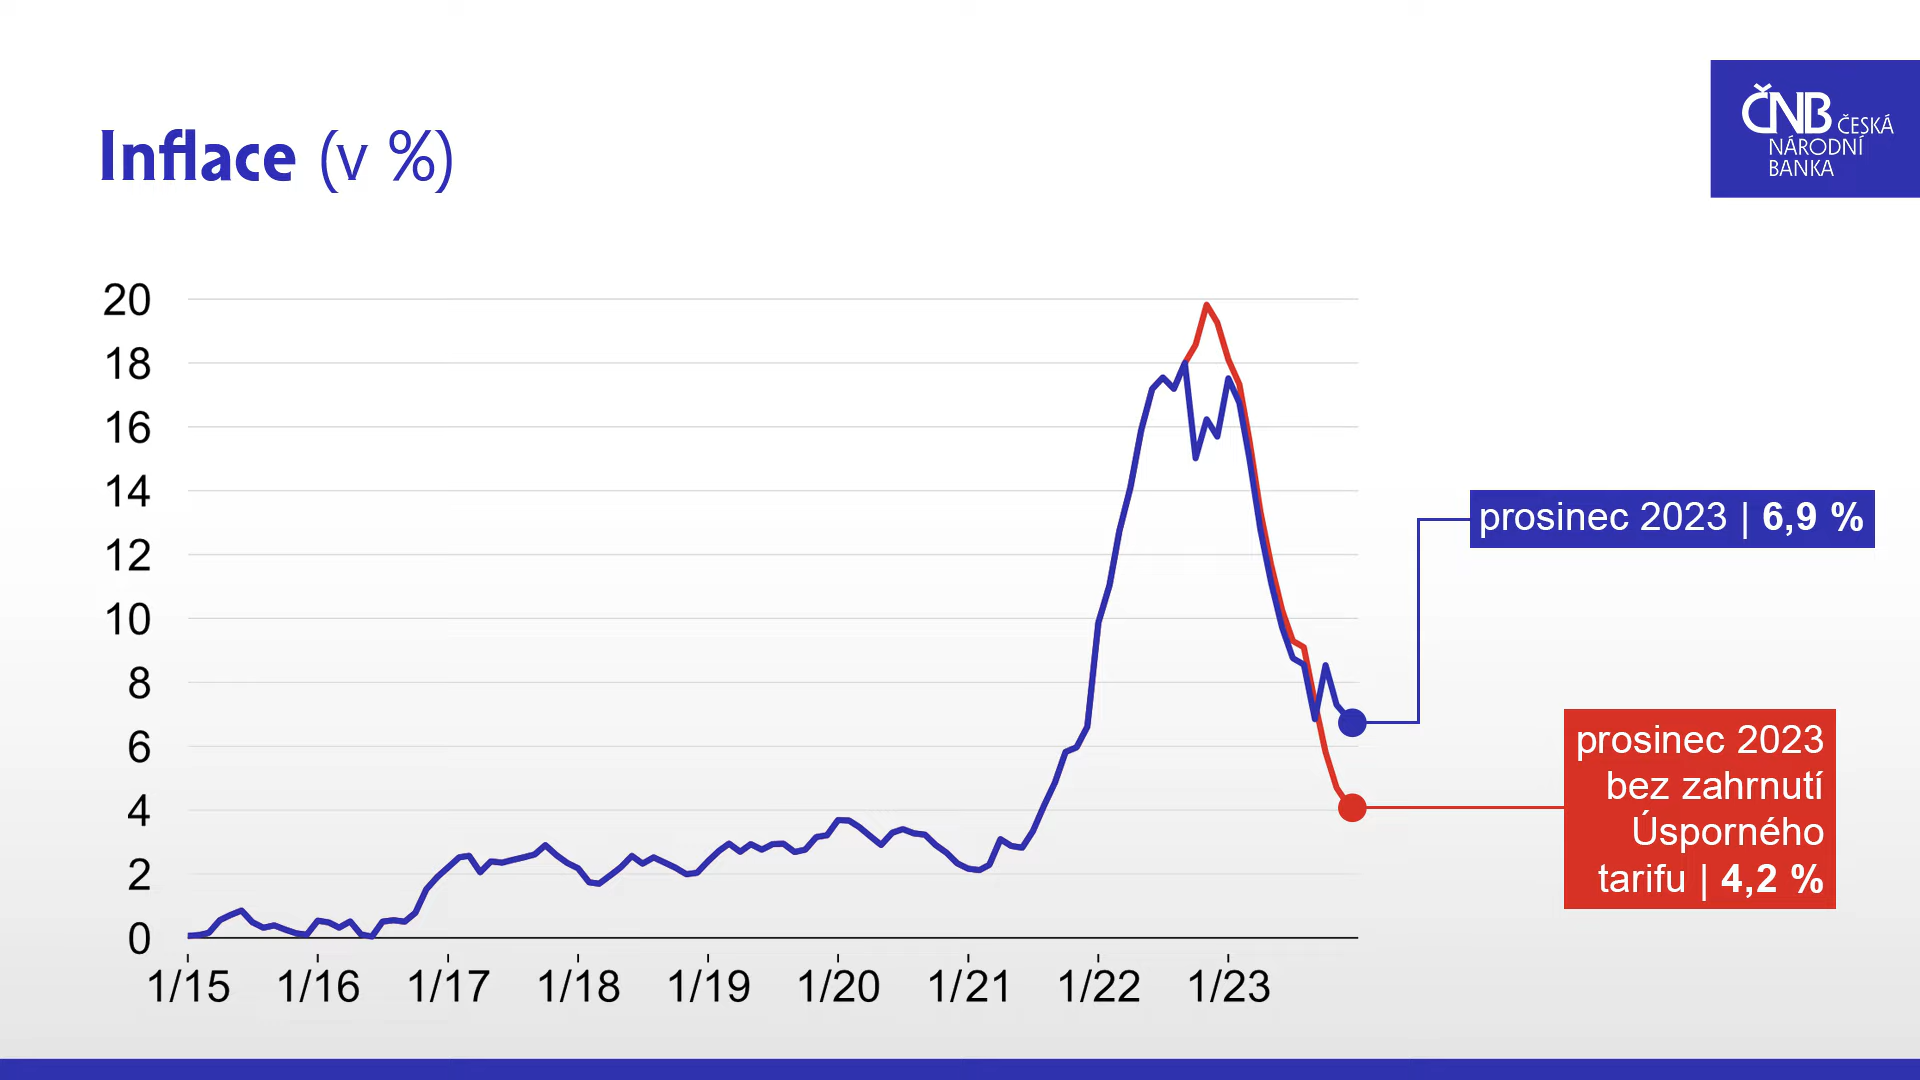 Inflace (v %)
ČNB ČESKÁ
NÁRODNÍ
BANKA
20
18
16
14
12
10
8
6
4
2
0
1/15 1/16 1/17 1/18 1/19 1/20 1/21 1/22 1/23
prosinec 2023 | 6,9 %
prosinec 2023
bez zahrnutí
Úsporného
tarifu | 4,2 %